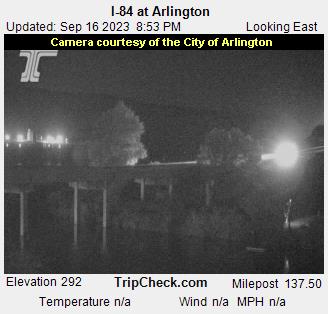 I-84 at Arlington
Updated: Sep 16 2023 8:53 PM Looking East
Camera courtesy of the City of Arlington
Elevation 292 TripCheck.com Milepost 137.50
Temperature n/a Wind n/a MPH n/a